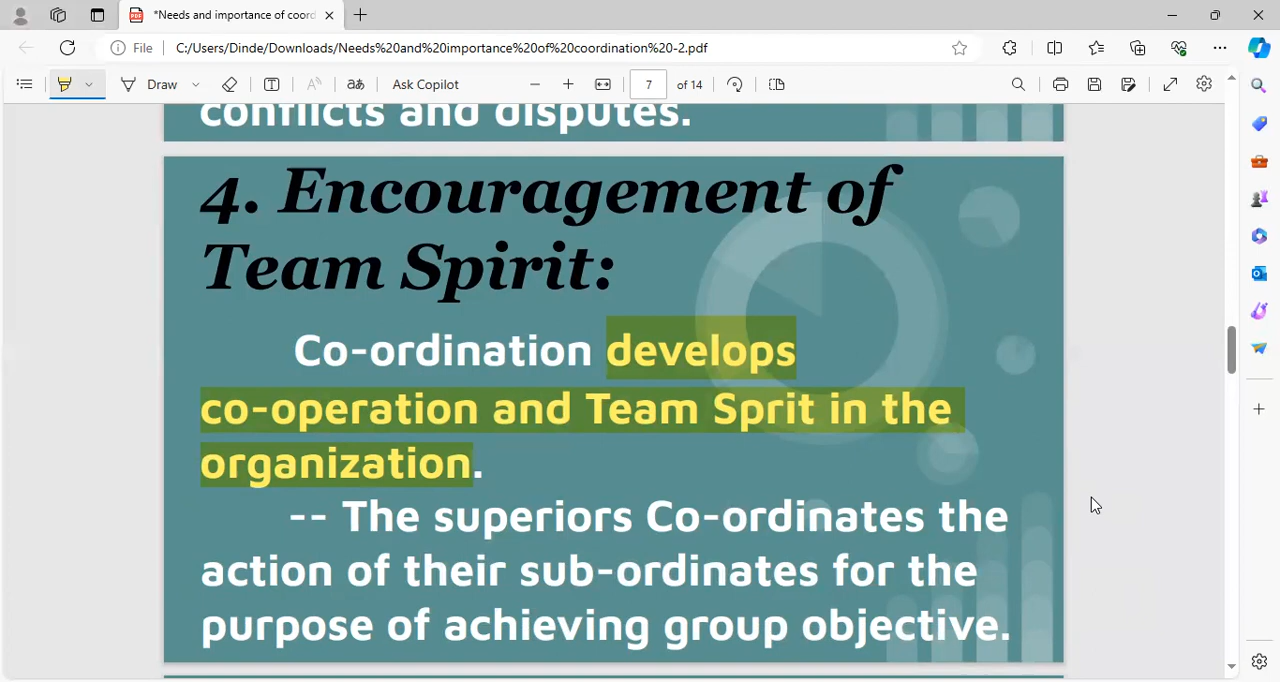 *Needs and importance of coord
File
C:/Users/Dinde/Downloads/Needs%20and%20importance%20of%20coordination%20-2.pdf
Draw
Ask Copilot
7 of 14
conflicts and disputes.
4. Encouragement of
Team Spirit:
Co-ordination develops
co-operation and Team Sprit in the
organization.
-- The superiors Co-ordinates the
action of their sub-ordinates for the
purpose of achieving group objective.